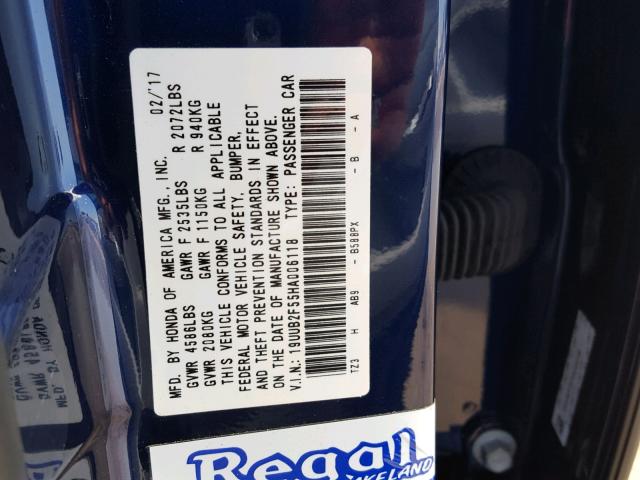 MFD. BY HONDA OF AMERICA MFG., INC. 02/'17
GVWR 4586LBS GAWR F 2535LBS R 2072LBS
GVWR 2080KG GAWR F 1150KG R 940KG
THIS VEHICLE CONFORMS TO ALL APPLICABLE
FEDERAL MOTOR VEHICLE SAFETY, BUMPER,
AND THEFT PREVENTION STANDARDS IN EFFECT
ON THE DATE OF MANUFACTURE SHOWN ABOVE.
V.I.N.: 19UUB2F55HA006118 TYPE: PASSENGER CAR
TZ3 H AB9 - B588PX - B - A
Regal
LAKELAND